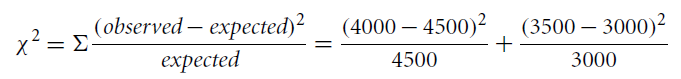 χ² = Σ (observed – expected)² / expected = (4000 – 4500)² / 4500 + (3500 – 3000)² / 3000